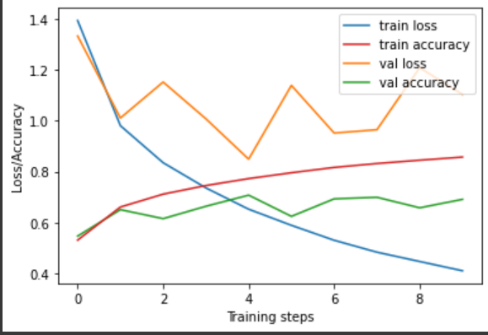 1.4
1.2
1.0
0.8
0.6
0.4
Loss/Accuracy
train loss
train accuracy
val loss
val accuracy
0 2 4 6 8
Training steps